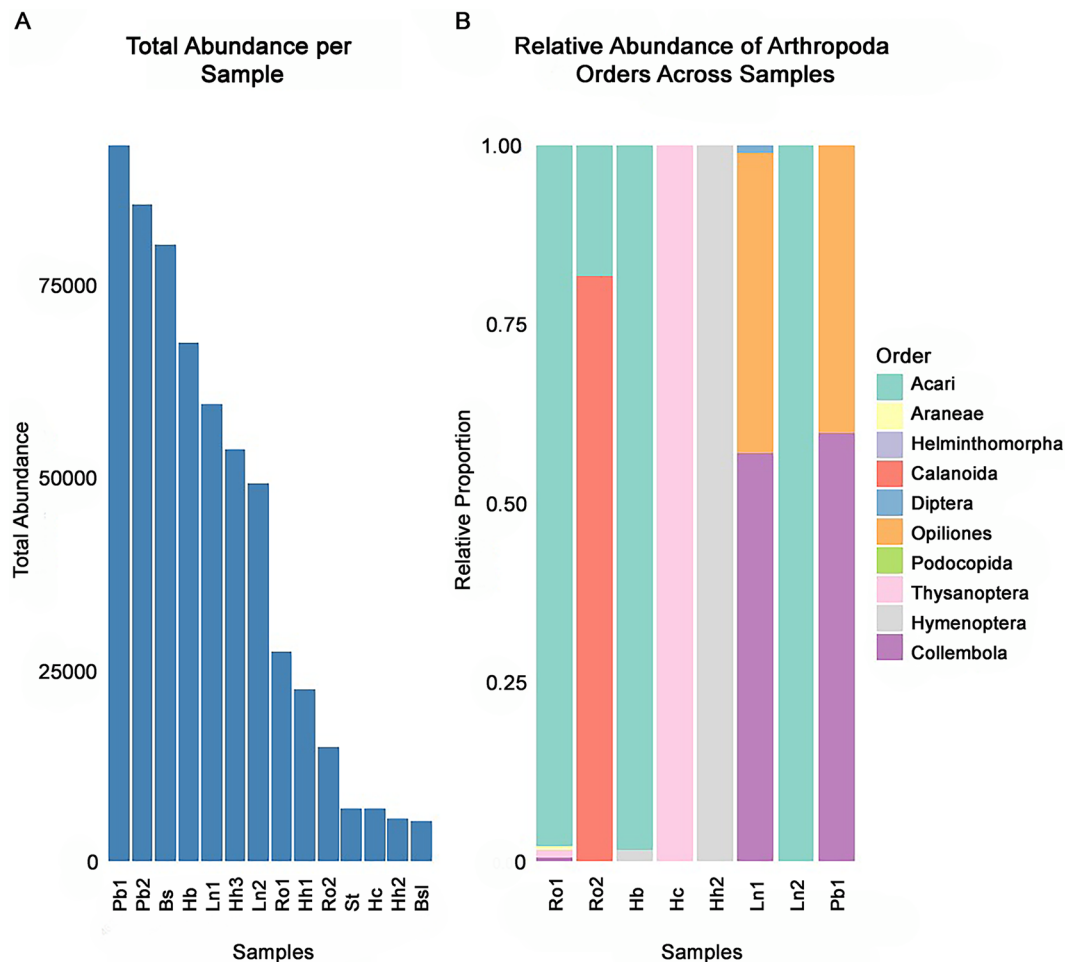 A
Total Abundance per
Sample
Total Abundance
75000
50000
25000
0
Pb1
Pb2
Bs
Hb
Ln1
Hh3
Ln2
Ro1
Hh1
Ro2
St
Hc
Hh2
Bsl
Samples
B
Relative Abundance of Arthropoda
Orders Across Samples
Relative Proportion
1.00
0.75
0.50
0.25
0
Ro1
Ro2
Hb
Hc
Hh2
Ln1
Ln2
Pb1
Samples
Order
Acari
Araneae
Helminthomorpha
Calanoida
Diptera
Opiliones
Podocopida
Thysanoptera
Hymenoptera
Collembola